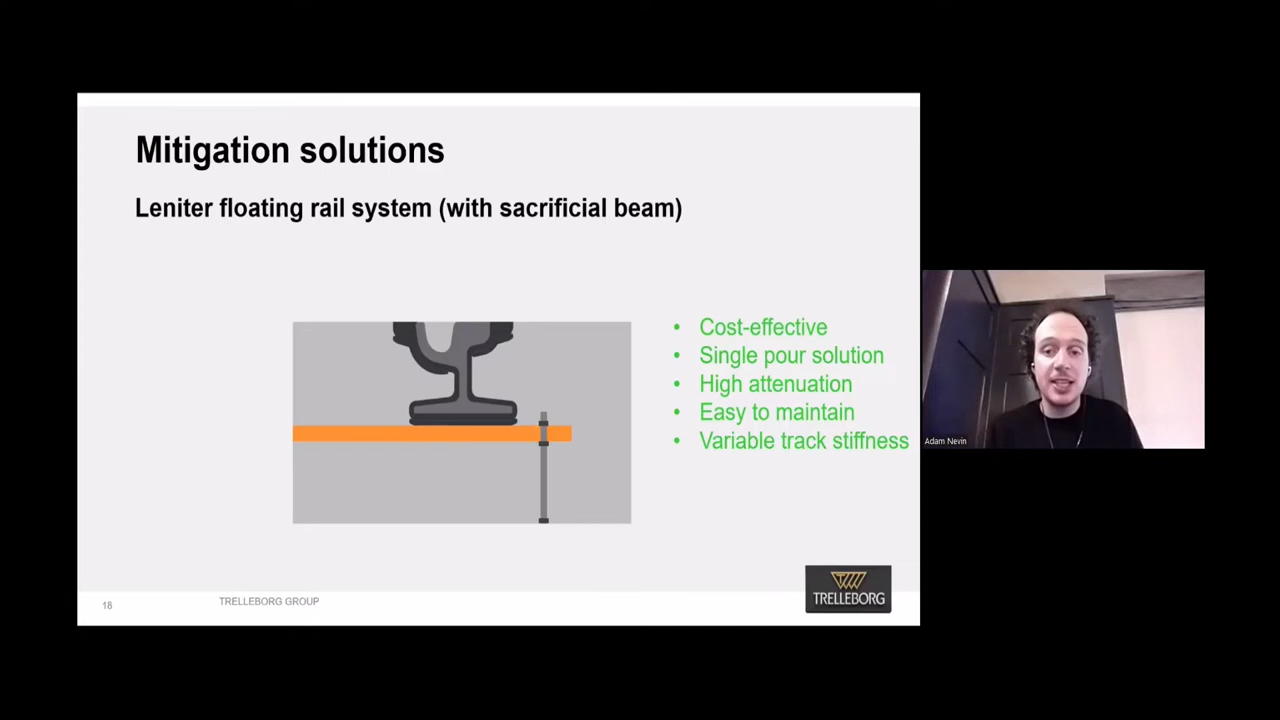 Mitigation solutions
Leniter floating rail system (with sacrificial beam)
• Cost-effective
• Single pour solution
• High attenuation
• Easy to maintain
• Variable track stiffness
Adam Nevin
18
TRELLEBORG GROUP
TRELLEBORG